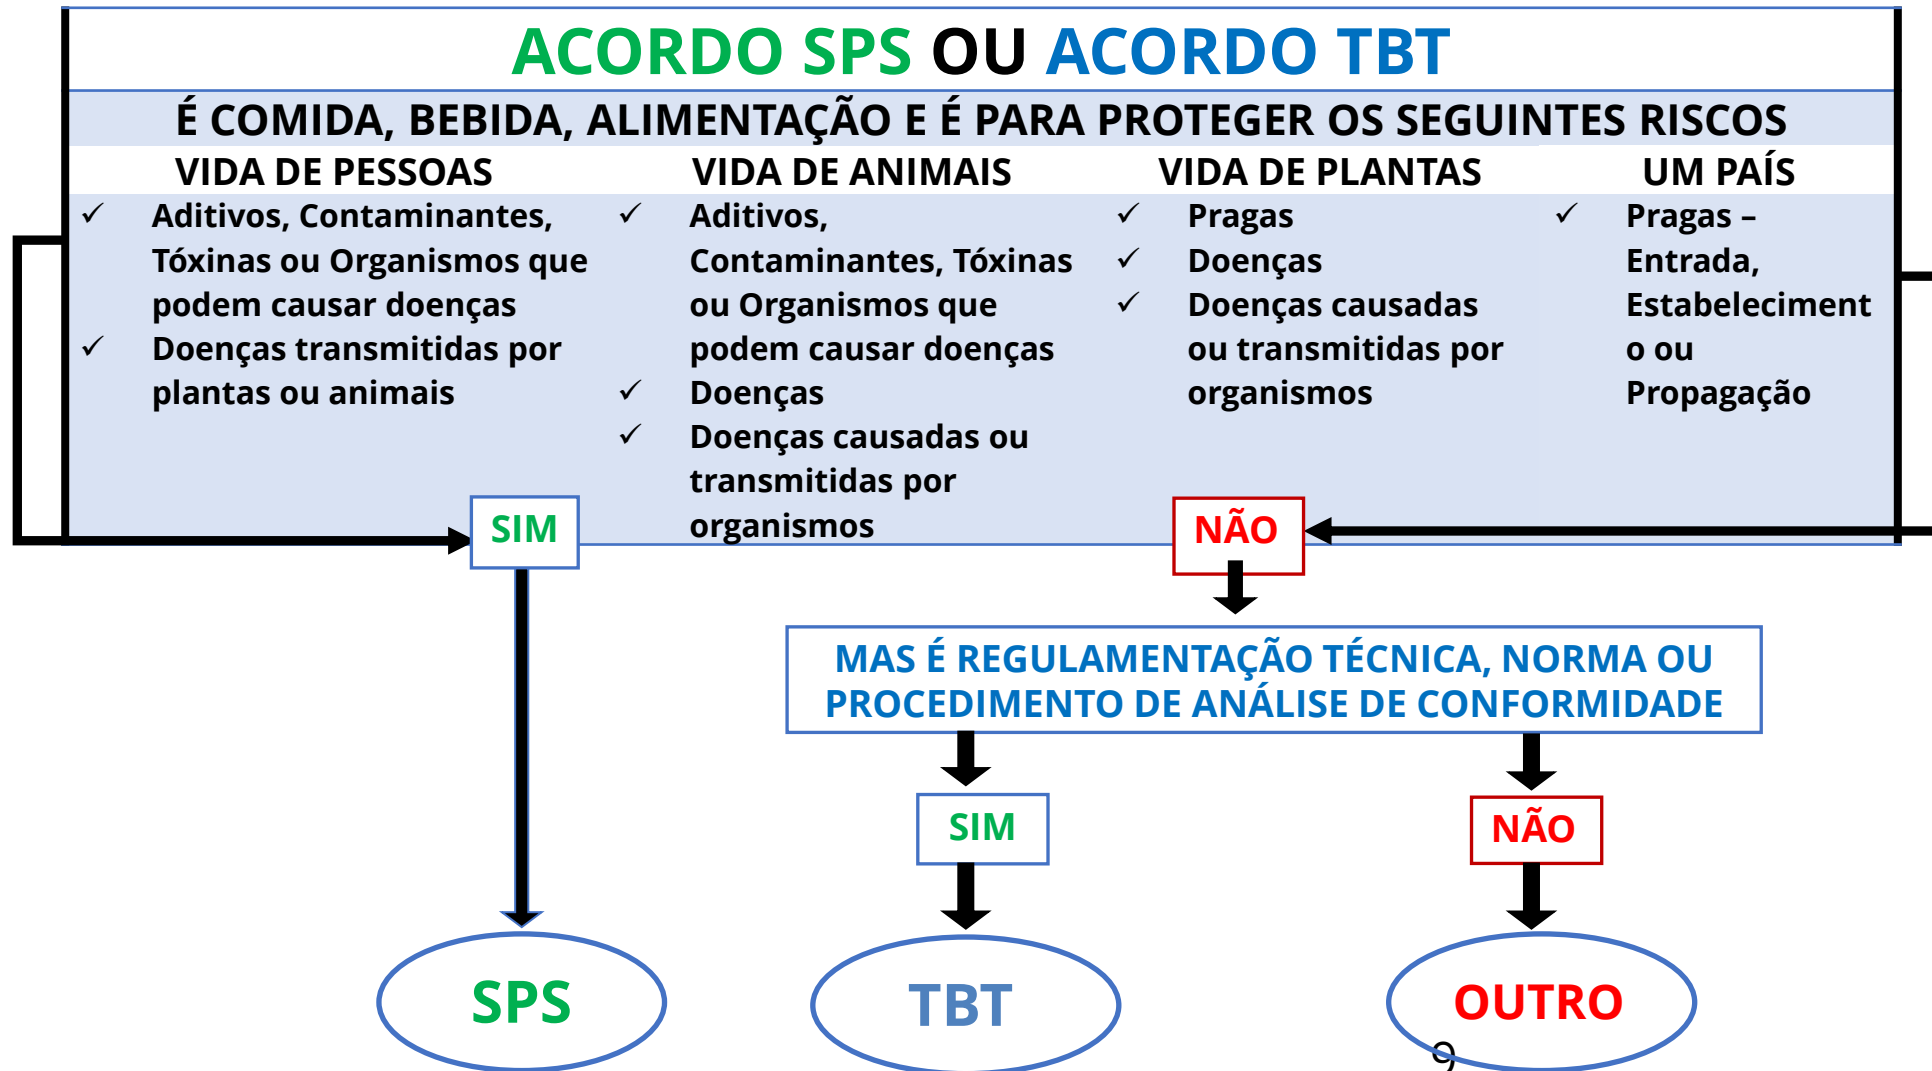 ACORDO SPS OU ACORDO TBT
É COMIDA, BEBIDA, ALIMENTAÇÃO E É PARA PROTEGER OS SEGUINTES RISCOS
VIDA DE PESSOAS
✓ Aditivos, Contaminantes,
Tóxinas ou Organismos que
podem causar doenças
✓ Doenças transmitidas por
plantas ou animais
VIDA DE ANIMAIS
✓ Aditivos,
Contaminantes, Tóxinas
ou Organismos que
podem causar doenças
✓ Doenças
✓ Doenças causadas ou
transmitidas por
organismos
VIDA DE PLANTAS
✓ Pragas
✓ Doenças
✓ Doenças causadas
ou transmitidas por
organismos
UM PAÍS
✓ Pragas –
Entrada,
Estabeleciment
o ou
Propagação
SIM
NÃO
MAS É REGULAMENTAÇÃO TÉCNICA, NORMA OU
PROCEDIMENTO DE ANÁLISE DE CONFORMIDADE
SIM
NÃO
SPS
TBT
OUTRO
9